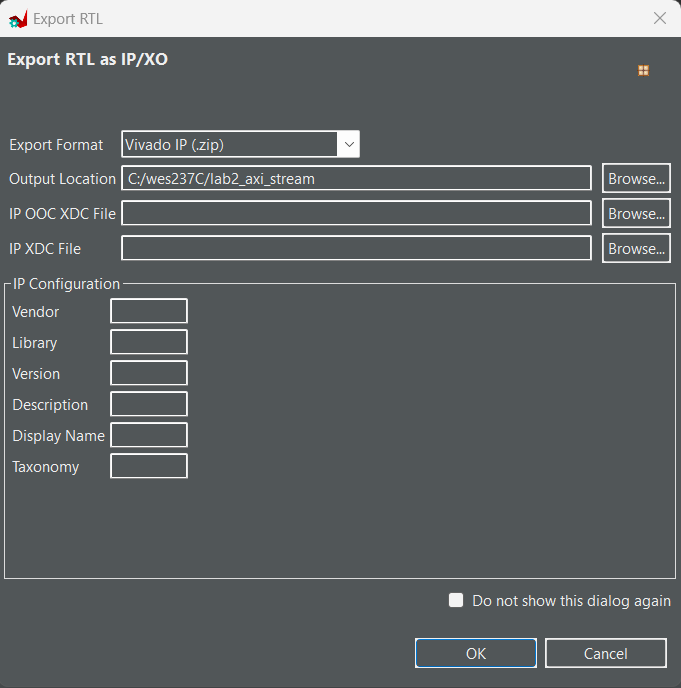 Export RTL
Export RTL as IP/XO
Export Format Vivado IP (.zip)
Output Location C:/wes237C/lab2_axi_stream Browse...
IP OOC XDC File Browse...
IP XDC File Browse...
IP Configuration
Vendor
Library
Version
Description
Display Name
Taxonomy
Do not show this dialog again
OK Cancel